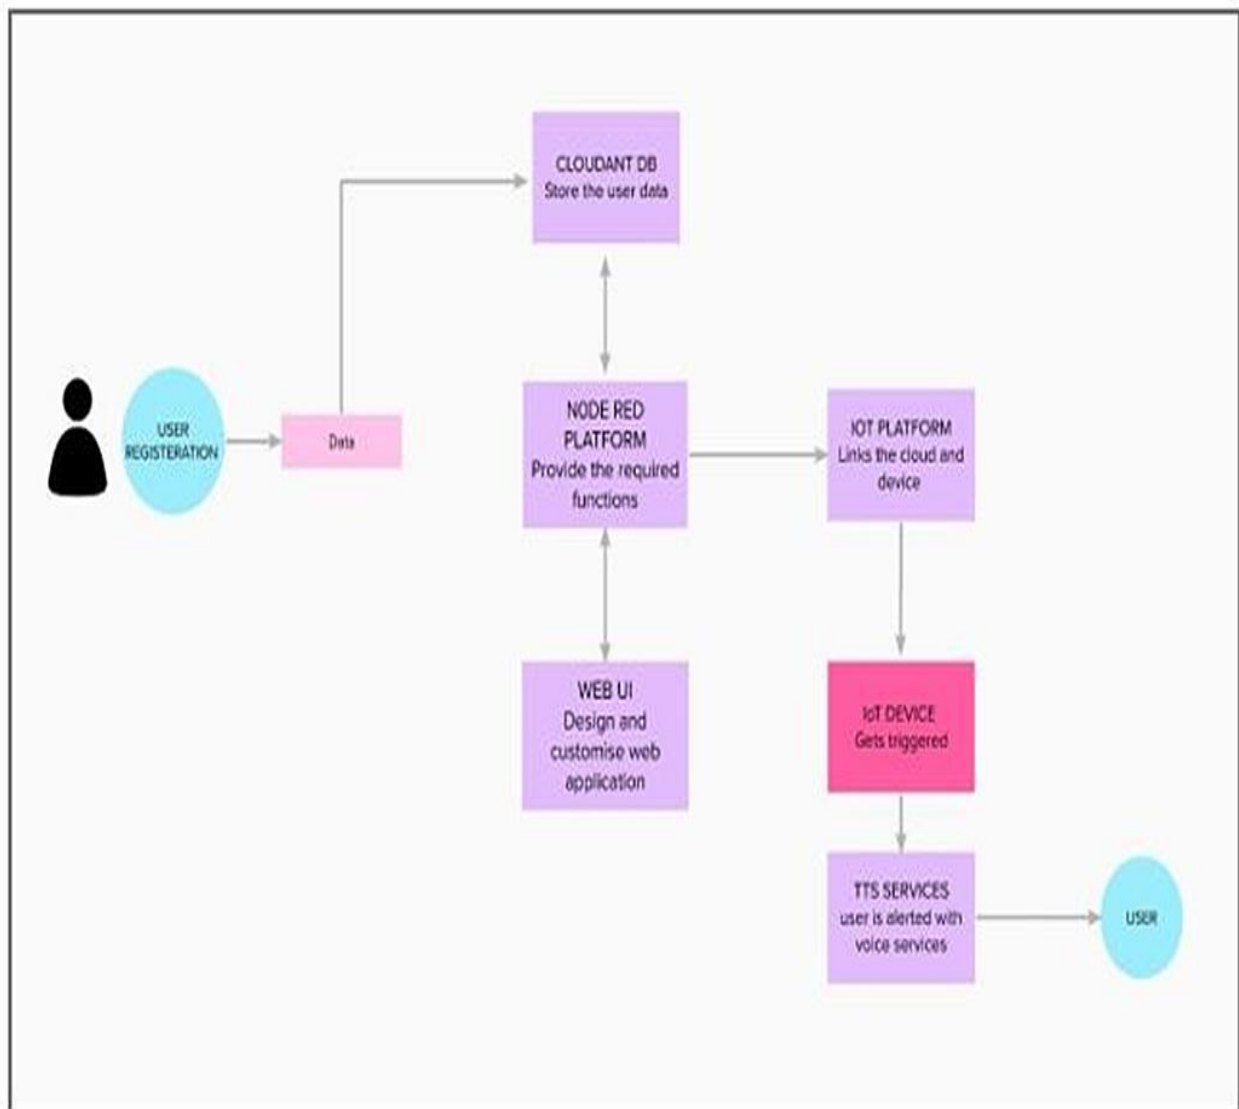 CLOUDANT DB
Store the user data
USER
REGISTERATION
Data
NODE RED
PLATFORM
Provide the required
functions
IOT PLATFORM
Links the cloud and
device
WEB UI
Design and
customise web
application
IoT DEVICE
Gets triggered
TTS SERVICES
user is alerted with
voice services
USER